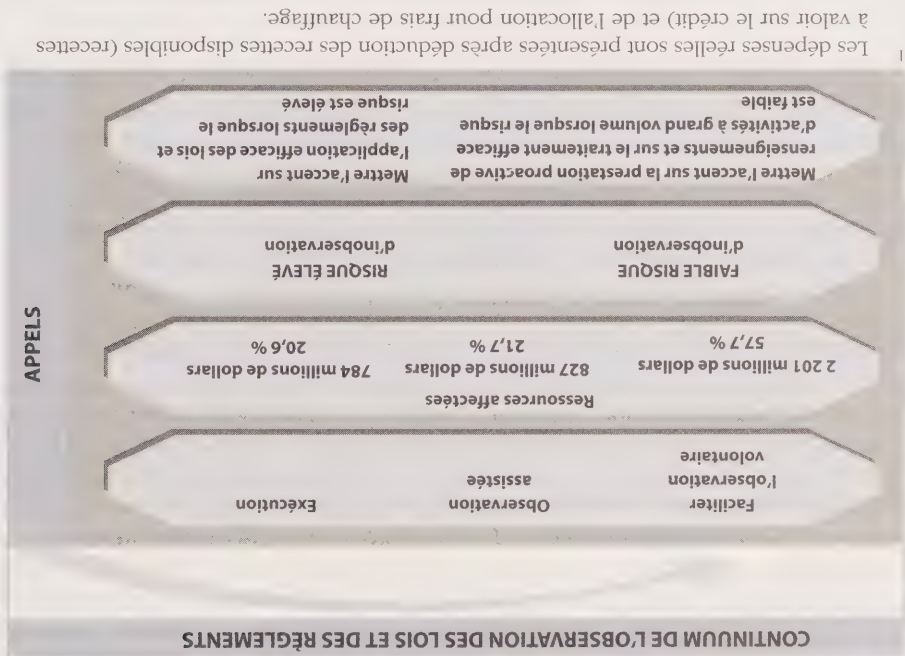 CONTINUUM DE L'OBSERVATION DES LOIS ET DES RÈGLEMENTS
Faciliter
l'observation
volontaire
Observation
assistée
Exécution
Ressources affectées
2 201 millions de dollars
57,7 %
827 millions de dollars
21,7 %
784 millions de dollars
20,6 %
FAIBLE RISQUE
d'inobservation
RISQUE ÉLEVÉ
d'inobservation
Mettre l'accent sur la prestation proactive de
renseignements et sur le traitement efficace
d'activités à grand volume lorsque le risque
est faible
Mettre l'accent sur
l'application efficace des lois et
des règlements lorsque le
risque est élevé
APPELS
1 Les dépenses réelles sont présentées après déduction des recettes disponibles (recettes
à valoir sur le crédit) et de l'allocation pour frais de chauffage.